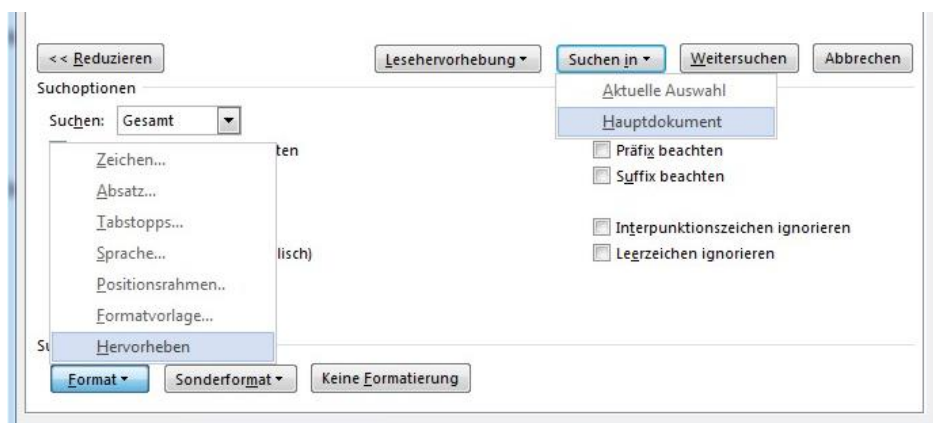 << Reduzieren Lesehervorhebung Suchen in Weitersuchen Abbrechen
Suchoptionen Aktuelle Auswahl
Suchen: Gesamt Hauptdokument
Zeichen... ten Präfix beachten
Absatz... Suffix beachten
Tabstopps... Interpunktionszeichen ignorieren
Sprache... lisch) Leerzeichen ignorieren
Positionsrahmen..
Formatvorlage...
Su Hervorheben
Format Sonderformat Keine Formatierung